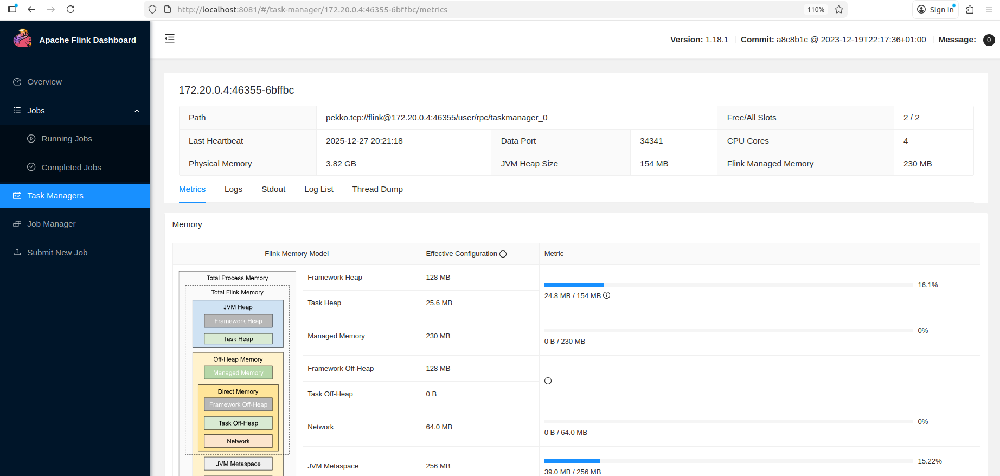 http://localhost:8081/#/task-manager/172.20.0.4:46355-6bffbc/metrics
110%
Sign in
Apache Flink Dashboard
Version: 1.18.1 Commit: a8c8b1c @ 2023-12-19T22:17:36+01:00 Message: 0
Overview
Jobs
Running Jobs
Completed Jobs
Task Managers
Job Manager
Submit New Job
172.20.0.4:46355-6bffbc
Path pekko.tcp://flink@172.20.0.4:46355/user/rpc/taskmanager_0 Free/All Slots 2 / 2
Last Heartbeat 2025-12-27 20:21:18 Data Port 34341 CPU Cores 4
Physical Memory 3.82 GB JVM Heap Size 154 MB Flink Managed Memory 230 MB
Metrics Logs Stdout Log List Thread Dump
Memory
Flink Memory Model Effective Configuration Metric
Total Process Memory
Total Flink Memory
JVM Heap
Framework Heap
Task Heap
Off-Heap Memory
Managed Memory
Direct Memory
Framework Off-Heap
Task Off-Heap
Network
JVM Metaspace
Framework Heap 128 MB
16.1%
24.8 MB / 154 MB
Task Heap 25.6 MB
Managed Memory 230 MB
0%
0 B / 230 MB
Framework Off-Heap 128 MB
Task Off-Heap 0 B
Network 64.0 MB
0%
0 B / 64.0 MB
JVM Metaspace 256 MB
15.22%
39.0 MB / 256 MB